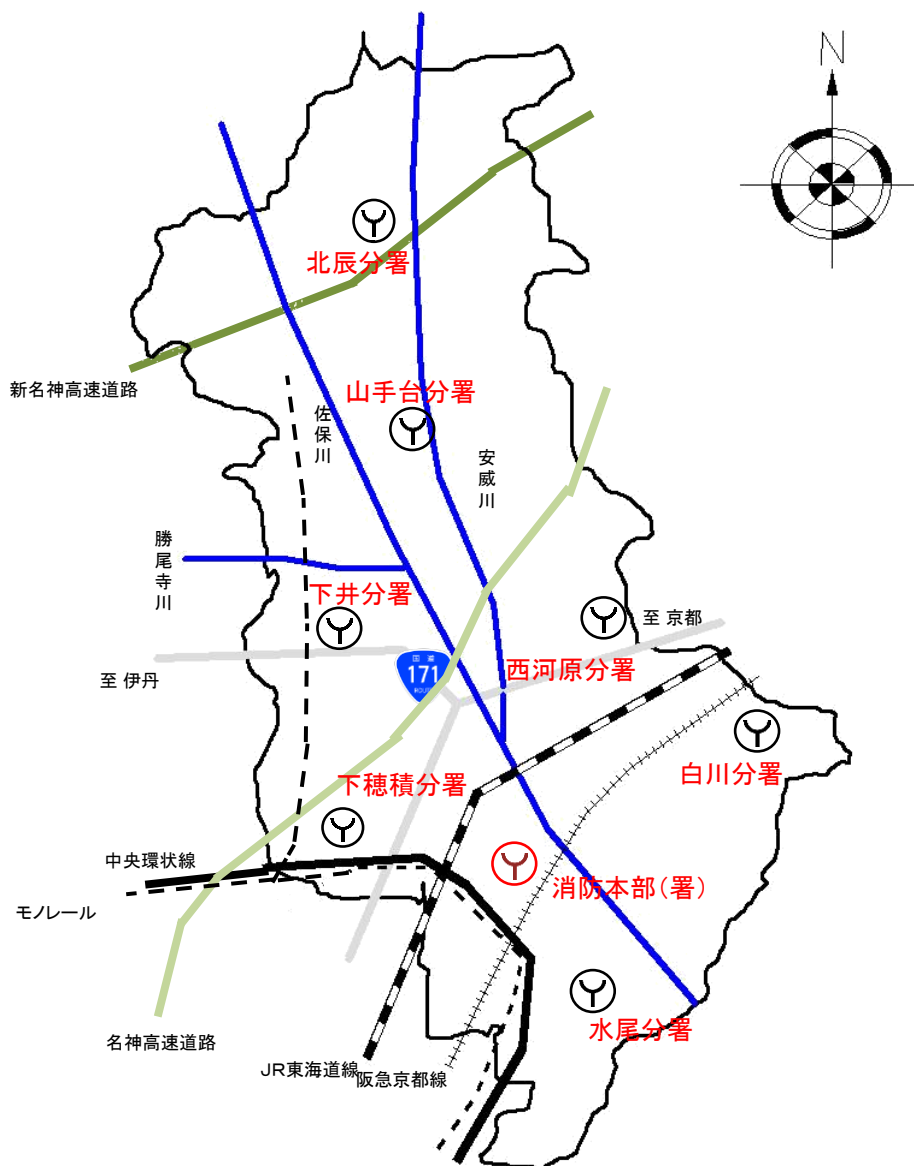 N
北辰分署
新名神高速道路
山手台分署
佐保川
安威川
勝尾寺川
下井分署
至 京都
国道
171
ROUTE
西河原分署
至 伊丹
白川分署
下穂積分署
中央環状線
消防本部(署)
モノレール
水尾分署
名神高速道路
JR東海道線
阪急京都線